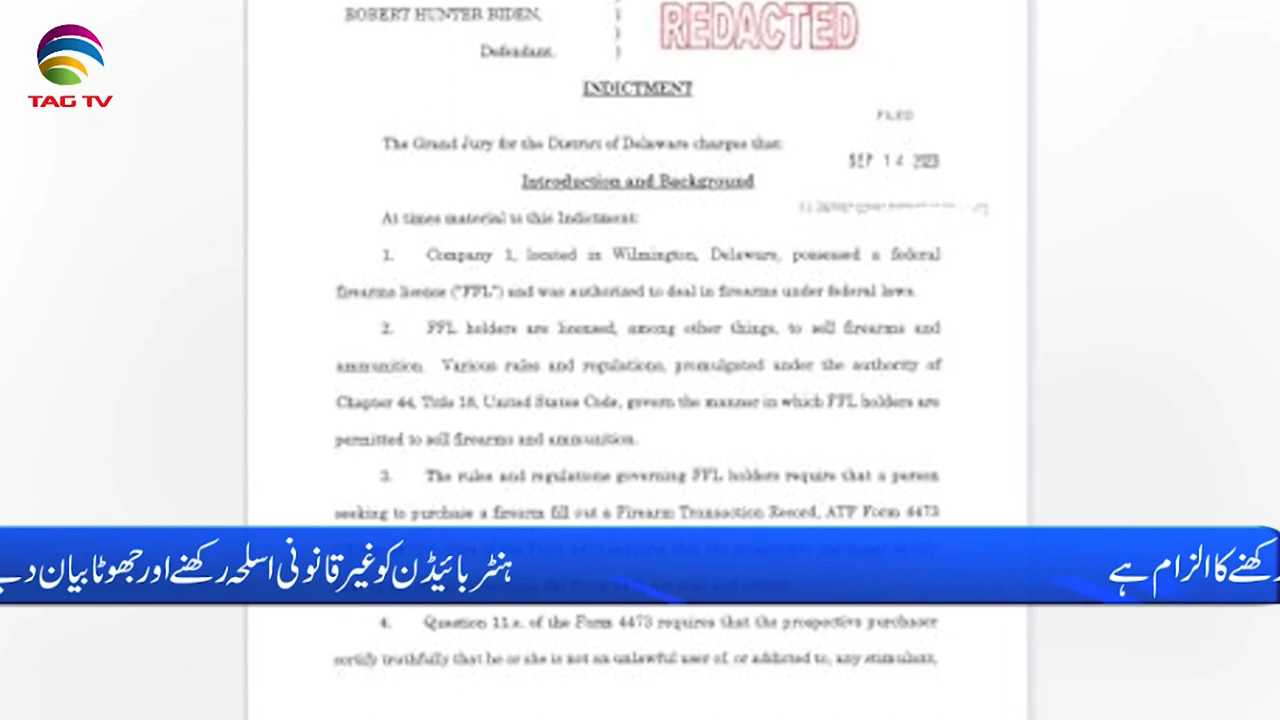 TAG TV
ROBERT HUNTER BIDEN,
Defendant.
REDACTED
INDICTMENT
FILED
The Grand Jury for the District of Delaware charges that:
SEP 14 2023
Introduction and Background
At times material to this Indictment:
1. Company 1, located in Wilmington, Delaware, possessed a federal
firearms license ("FFL") and was authorized to deal in firearms under federal laws.
2. FFL holders are licensed, among other things, to sell firearms and
ammunition. Various rules and regulations, promulgated under the authority of
Chapter 44, Title 18, United States Code, govern the manner in which FFL holders are
permitted to sell firearms and ammunition.
3. The rules and regulations governing FFL holders require that a person
seeking to purchase a firearm fill out a Firearm Transaction Record, ATF Form 4473
رکھنے کا الزام ہے
ہنٹر بائیڈن کو غیر قانونی اسلحہ رکھنے اور جھوٹا بیان دے
4. Question 11.e. of the Form 4473 requires that the prospective purchaser
certify truthfully that he or she is not an unlawful user of, or addicted to, any stimulant,